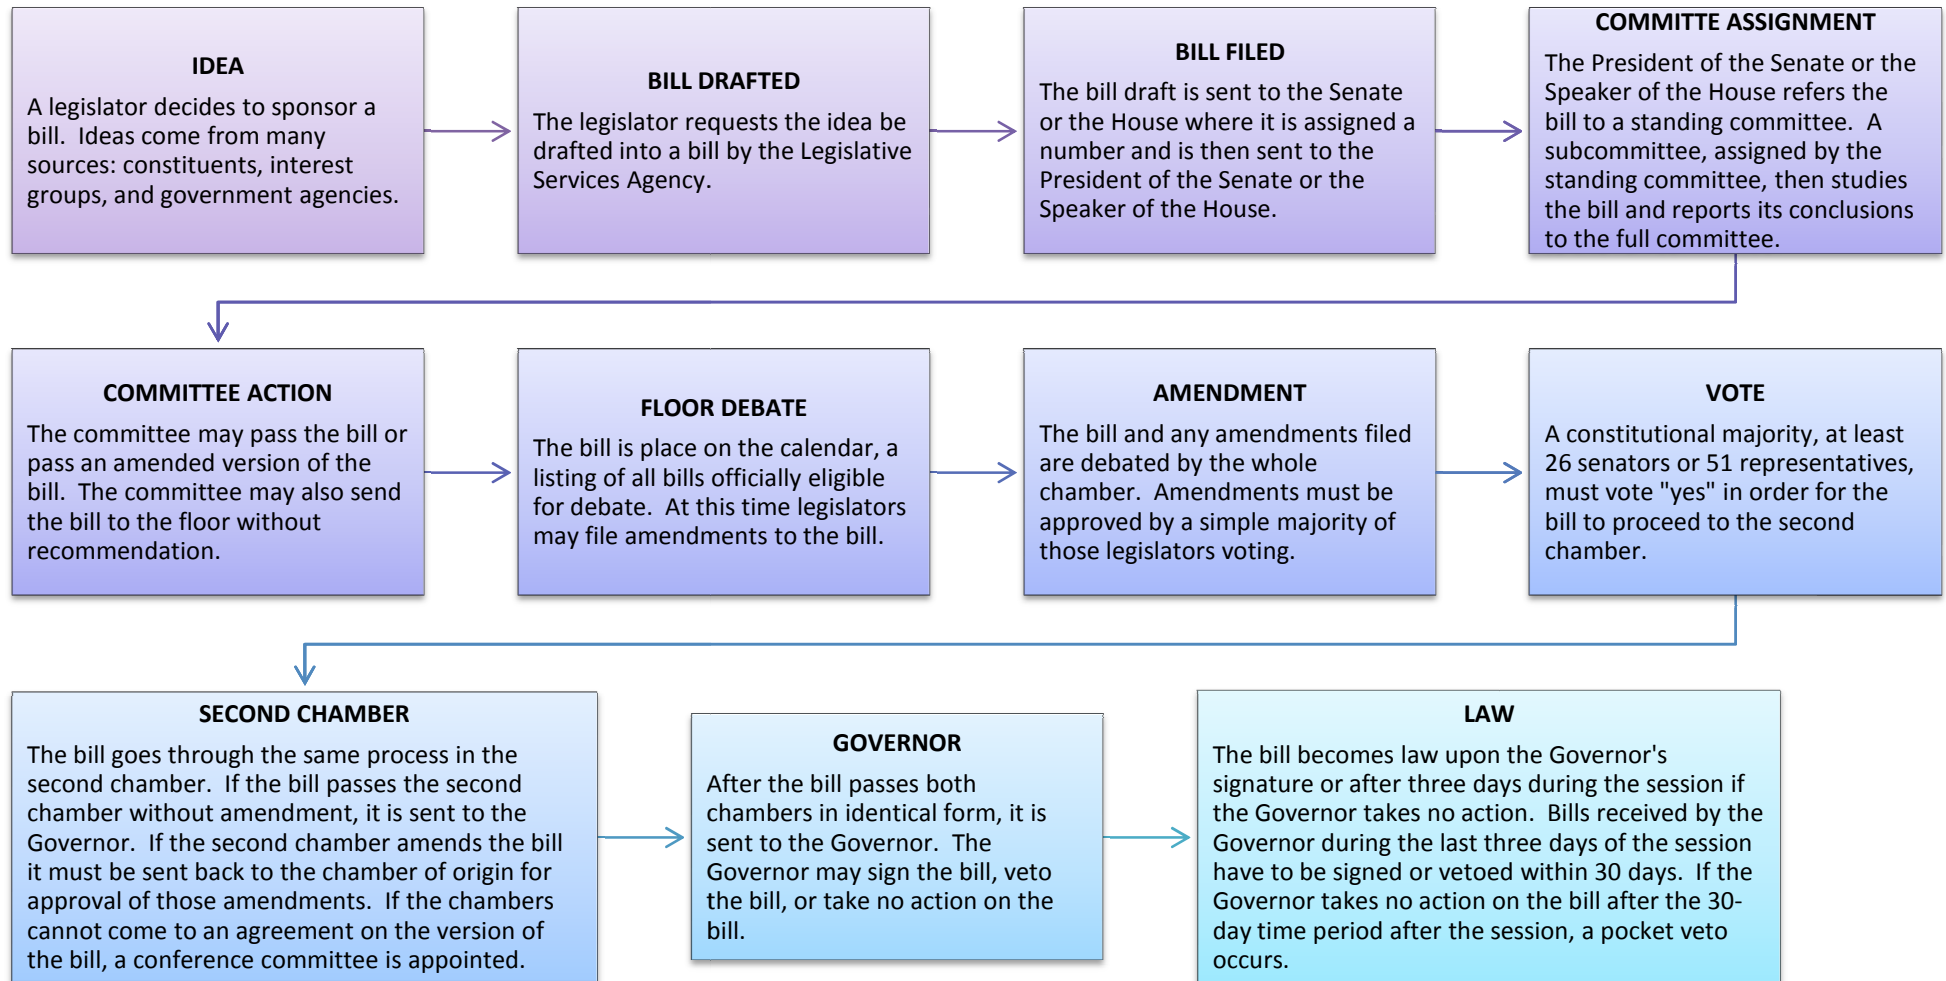 IDEA
A legislator decides to sponsor a
bill.  Ideas come from many
sources: constituents, interest
groups, and government agencies.
BILL DRAFTED
The legislator requests the idea be
drafted into a bill by the Legislative
Services Agency.
BILL FILED
The bill draft is sent to the Senate
or the House where it is assigned a
number and is then sent to the
President of the Senate or the
Speaker of the House.
COMMITTE ASSIGNMENT
The President of the Senate or the
Speaker of the House refers the
bill to a standing committee.  A
subcommittee, assigned by the
standing committee, then studies
the bill and reports its conclusions
to the full committee.
COMMITTEE ACTION
The committee may pass the bill or
pass an amended version of the
bill.  The committee may also send
the bill to the floor without
recommendation.
FLOOR DEBATE
The bill is place on the calendar, a
listing of all bills officially eligible
for debate.  At this time legislators
may file amendments to the bill.
AMENDMENT
The bill and any amendments filed
are debated by the whole
chamber.  Amendments must be
approved by a simple majority of
those legislators voting.
VOTE
A constitutional majority, at least
26 senators or 51 representatives,
must vote "yes" in order for the
bill to proceed to the second
chamber.
SECOND CHAMBER
The bill goes through the same process in the
second chamber.  If the bill passes the second
chamber without amendment, it is sent to the
Governor.  If the second chamber amends the bill
it must be sent back to the chamber of origin for
approval of those amendments.  If the chambers
cannot come to an agreement on the version of
the bill, a conference committee is appointed.
GOVERNOR
After the bill passes both
chambers in identical form, it is
sent to the Governor.  The
Governor may sign the bill, veto
the bill, or take no action on the
bill.
LAW
The bill becomes law upon the Governor's
signature or after three days during the session if
the Governor takes no action.  Bills received by the
Governor during the last three days of the session
have to be signed or vetoed within 30 days.  If the
Governor takes no action on the bill after the 30-
day time period after the session, a pocket veto
occurs.